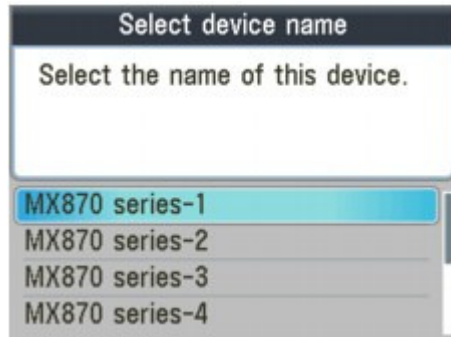 Select device name
Select the name of this device.
MX870 series-1
MX870 series-2
MX870 series-3
MX870 series-4